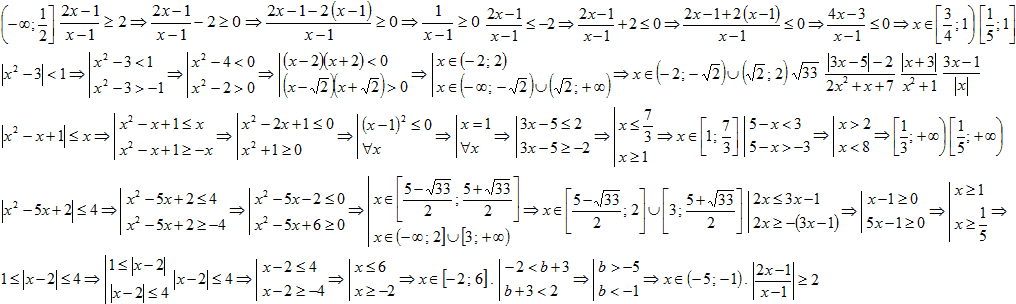 (-∞; 1/2] (2x-1)/(x-1) ≥ 2 ⇒ (2x-1)/(x-1) - 2 ≥ 0 ⇒ (2x-1-2(x-1))/(x-1) ≥ 0 ⇒ 1/(x-1) ≥ 0 (2x-1)/(x-1) ≤ -2 ⇒ (2x-1)/(x-1) + 2 ≤ 0 ⇒ (2x-1+2(x-1))/(x-1) ≤ 0 ⇒ (4x-3)/(x-1) ≤ 0 ⇒ x∈[3/4; 1) [1/5; 1]
|x²-3| < 1 ⇒ | x²-3 < 1 | x²-3 > -1 ⇒ | x²-4 < 0 | x²-2 > 0 ⇒ | (x-2)(x+2) < 0 | (x-√2)(x+√2) > 0 ⇒ | x∈(-2; 2) | x∈(-∞; -√2)∪(√2; +∞) ⇒ x∈(-2; -√2)∪(√2; 2) √33 (|3x-5|-2)/(2x²+x+7) |x+3|/(x²+1) (3x-1)/|x|
|x²-x+1| ≤ x ⇒ | x²-x+1 ≤ x | x²-x+1 ≥ -x ⇒ | x²-2x+1 ≤ 0 | x²+1 ≥ 0 ⇒ | (x-1)² ≤ 0 | ∀x ⇒ | x=1 | ∀x ⇒ | 3x-5 ≤ 2 | 3x-5 ≥ -2 ⇒ | x ≤ 7/3 | x ≥ 1 ⇒ x∈[1; 7/3] | 5-x < 3 | 5-x > -3 ⇒ | x > 2 | x < 8 ⇒ [1/3; +∞) [1/5; +∞)
|x²-5x+2| ≤ 4 ⇒ | x²-5x+2 ≤ 4 | x²-5x+2 ≥ -4 ⇒ | x²-5x-2 ≤ 0 | x²-5x+6 ≥ 0 ⇒ | x∈[(5-√33)/2; (5+√33)/2] | x∈(-∞; 2]∪[3; +∞) ⇒ x∈[(5-√33)/2; 2]∪[3; (5+√33)/2] | 2x ≤ 3x-1 | 2x ≥ -(3x-1) ⇒ | x-1 ≥ 0 | 5x-1 ≥ 0 ⇒ | x ≥ 1 | x ≥ 1/5 ⇒
1 ≤ |x-2| ≤ 4 ⇒ | 1 ≤ |x-2| | |x-2| ≤ 4 |x-2| ≤ 4 ⇒ | x-2 ≤ 4 | x-2 ≥ -4 ⇒ | x ≤ 6 | x ≥ -2 ⇒ x∈[-2; 6]. | -2 < b+3 | b+3 < 2 ⇒ | b > -5 | b < -1 ⇒ x∈(-5; -1). |(2x-1)/(x-1)| ≥ 2